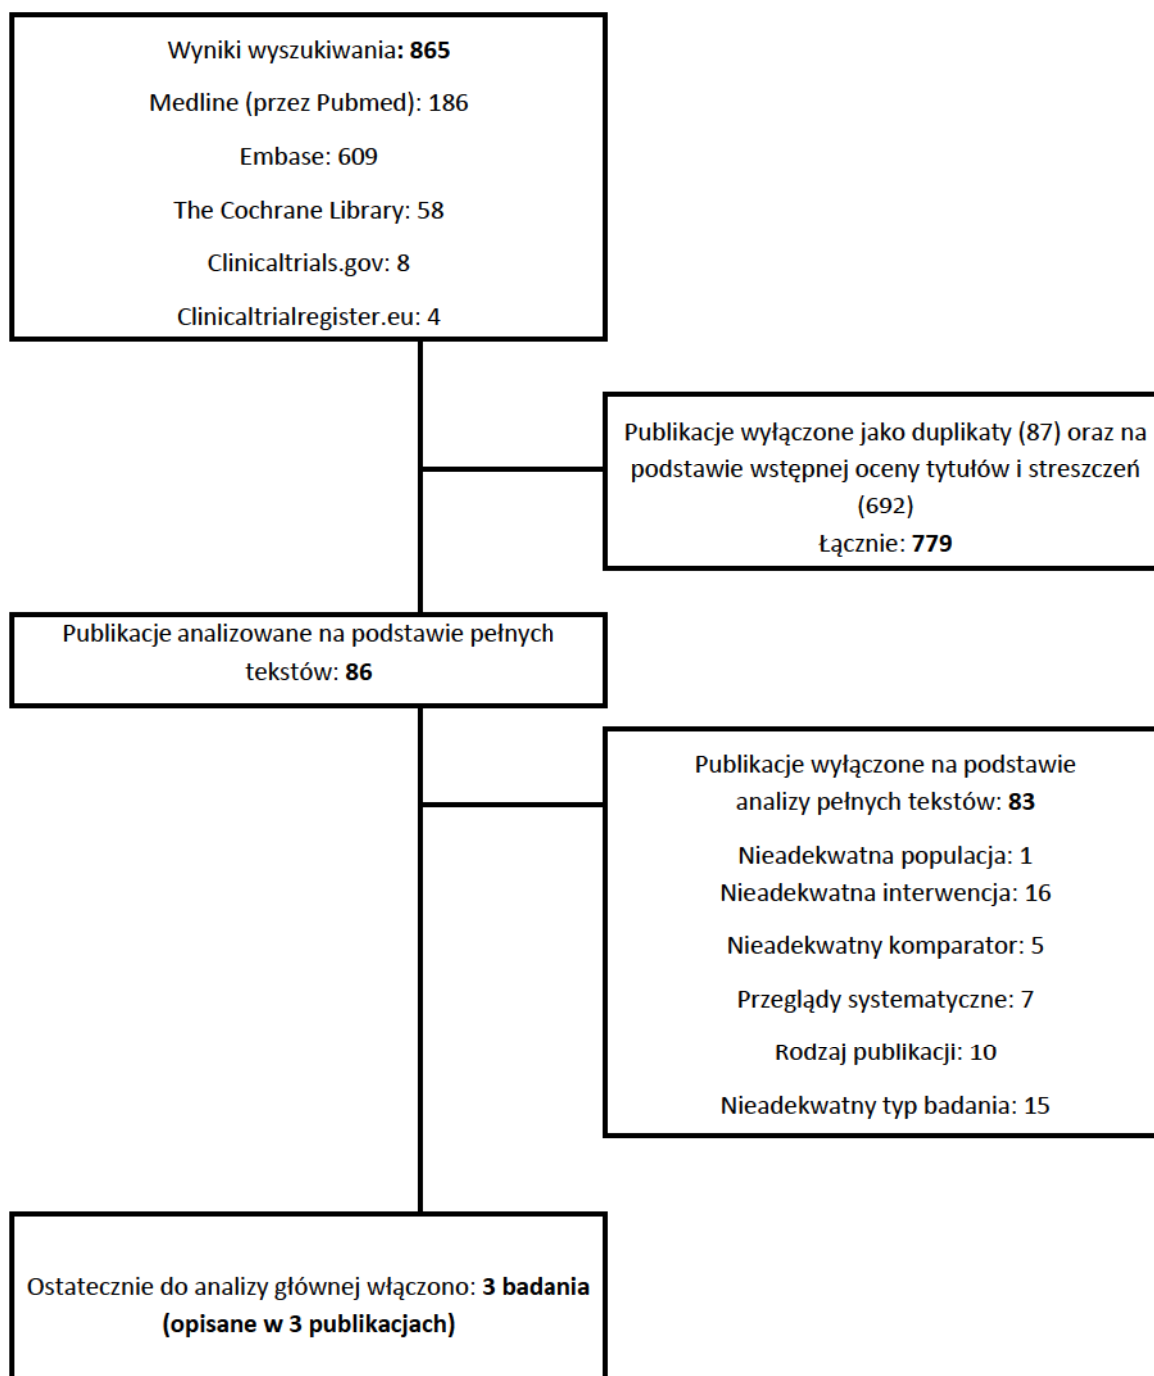 Wyniki wyszukiwania: 865
Medline (przez Pubmed): 186
Embase: 609
The Cochrane Library: 58
Clinicaltrials.gov: 8
Clinicaltrialregister.eu: 4
Publikacje wyłączone jako duplikaty (87) oraz na
podstawie wstępnej oceny tytułów i streszczeń
(692)
Łącznie: 779
Publikacje analizowane na podstawie pełnych
tekstów: 86
Publikacje wyłączone na podstawie
analizy pełnych tekstów: 83
Nieadekwatna populacja: 1
Nieadekwatna interwencja: 16
Nieadekwatny komparator: 5
Przeglądy systematyczne: 7
Rodzaj publikacji: 10
Nieadekwatny typ badania: 15
Ostatecznie do analizy głównej włączono: 3 badania
(opisane w 3 publikacjach)